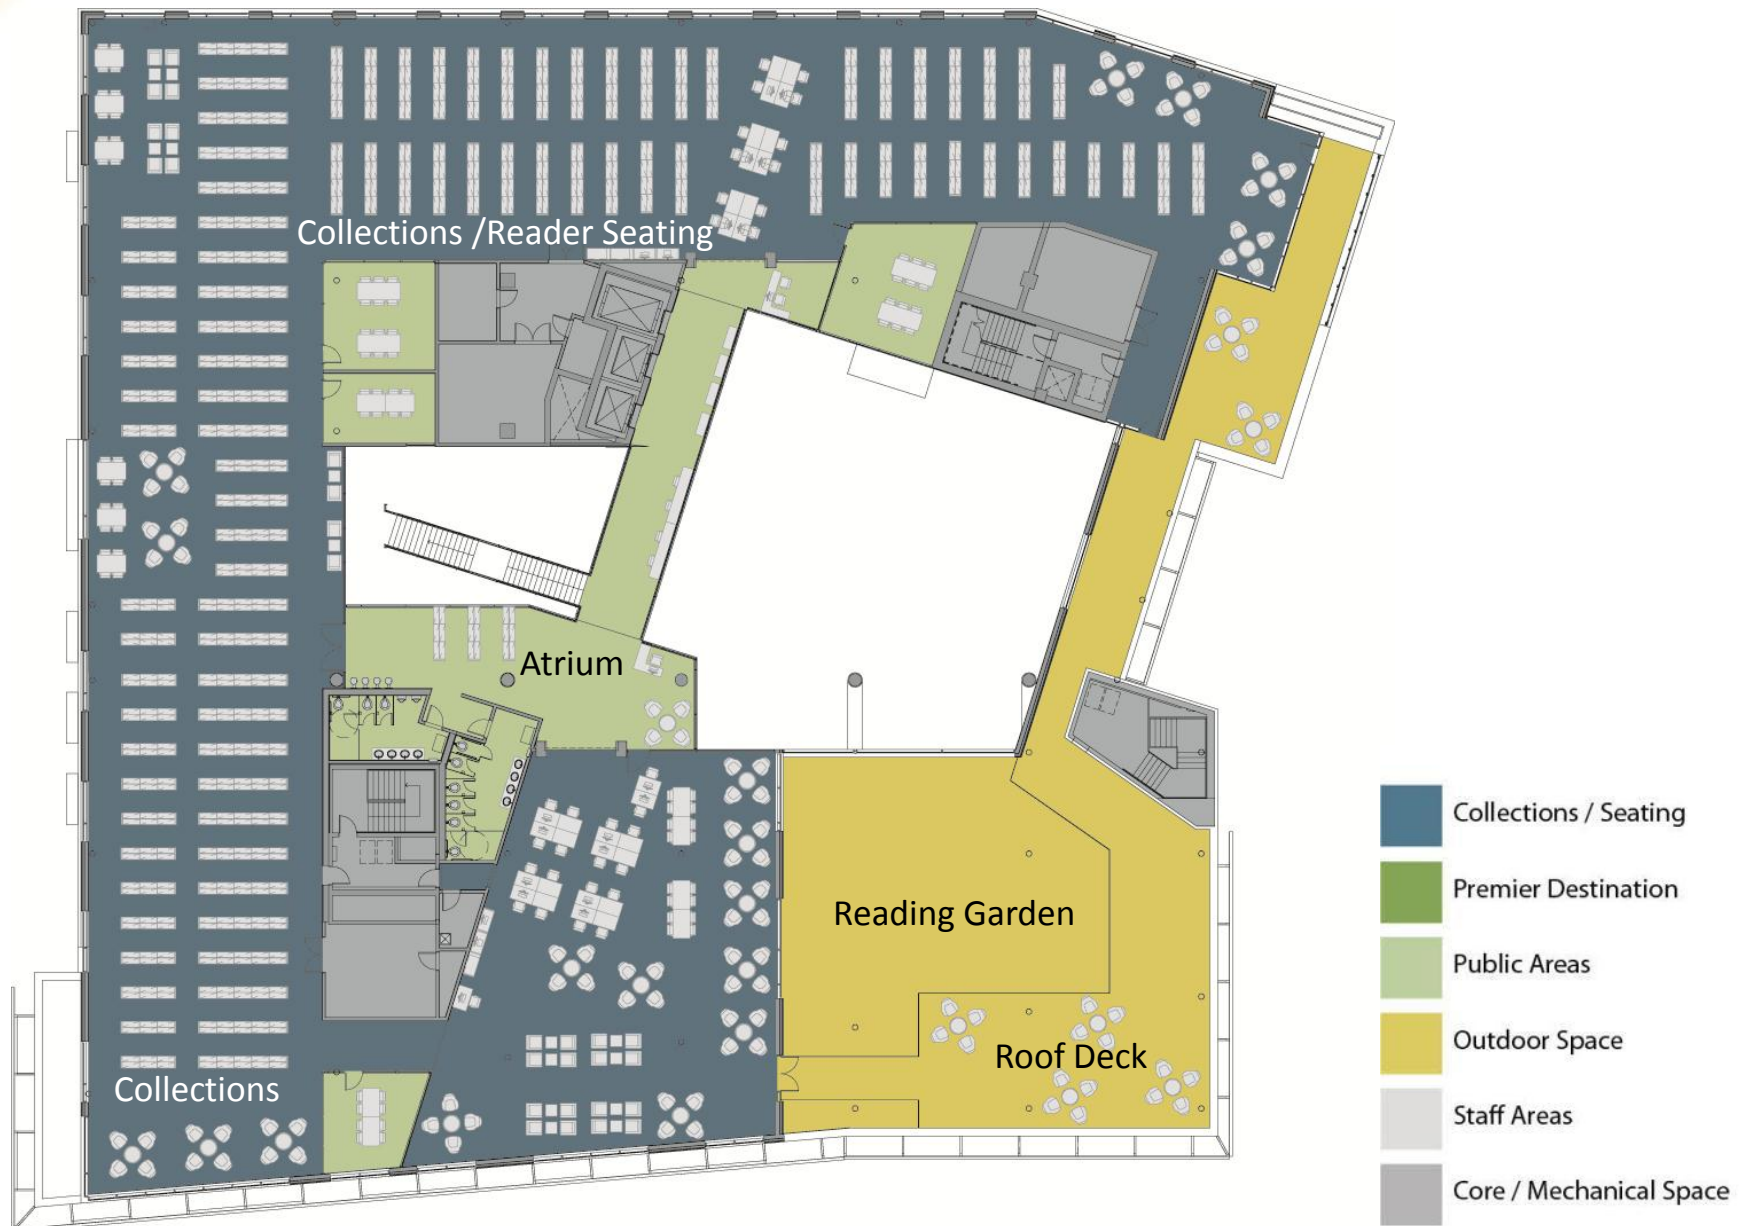 Collections /Reader Seating
Atrium
Reading Garden
Roof Deck
Collections
Collections / Seating
Premier Destination
Public Areas
Outdoor Space
Staff Areas
Core / Mechanical Space